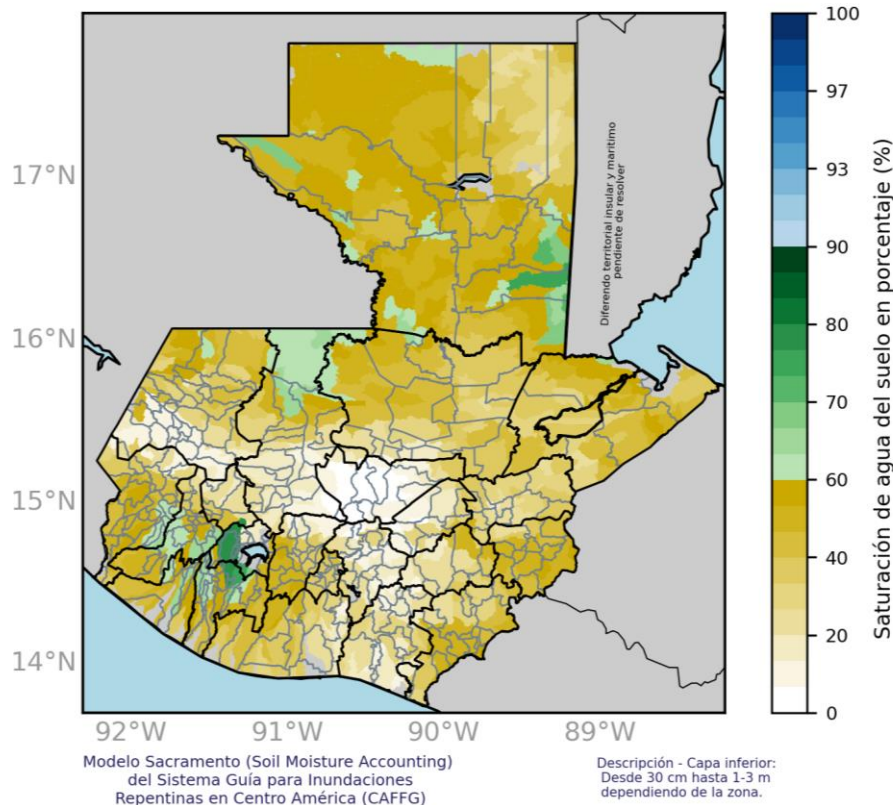 100
97
93
90
80
70
60
40
20
0
Saturación de agua del suelo en porcentaje (%)
17°N
16°N
15°N
14°N
92°W
91°W
90°W
89°W
Diferendo territorial insular y maritimo
pendiente de resolver
Modelo Sacramento (Soil Moisture Accounting)
del Sistema Guía para Inundaciones
Repentinas en Centro América (CAFFG)
Descripción - Capa inferior:
Desde 30 cm hasta 1-3 m
dependiendo de la zona.